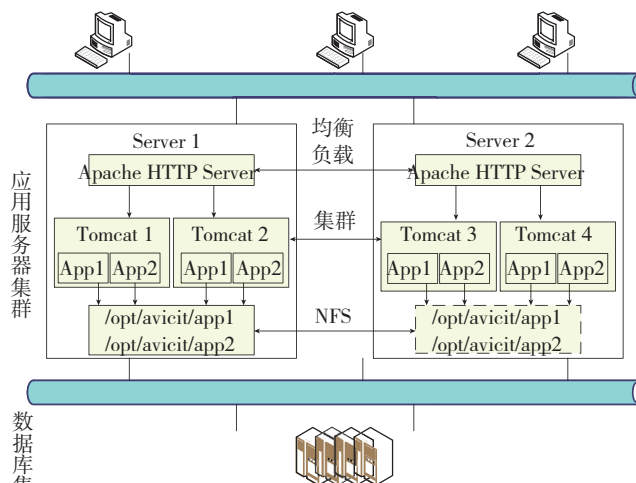 Server 1
均衡
负载
Server 2
Apache HTTP Server
Apache HTTP Server
应用服务器集群
Tomcat 1
Tomcat 2
集群
Tomcat 3
Tomcat 4
App1
App2
App1
App2
App1
App2
App1
App2
/opt/avicit/app1
/opt/avicit/app2
NFS
/opt/avicit/app1
/opt/avicit/app2
数据库集